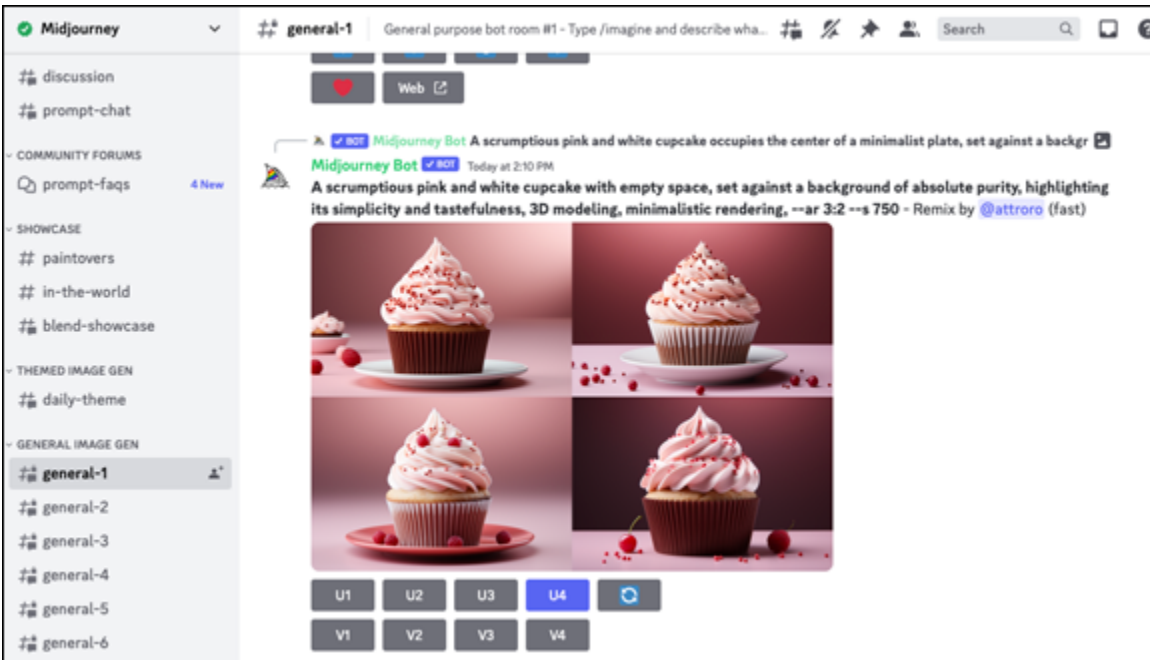 Midjourney
general-1
General purpose bot room #1 - Type /imagine and describe wha...
Search
discussion
prompt-chat
COMMUNITY FORUMS
prompt-faqs
4 New
SHOWCASE
paintovers
in-the-world
blend-showcase
THEMED IMAGE GEN
daily-theme
GENERAL IMAGE GEN
general-1
general-2
general-3
general-4
general-5
general-6
Web
BOT Midjourney Bot A scrumptious pink and white cupcake occupies the center of a minimalist plate, set against a backgr
Midjourney Bot BOT Today at 2:10 PM
A scrumptious pink and white cupcake with empty space, set against a background of absolute purity, highlighting
its simplicity and tastefulness, 3D modeling, minimalistic rendering, --ar 3:2 --s 750 - Remix by @attroro (fast)
U1 U2 U3 U4
V1 V2 V3 V4